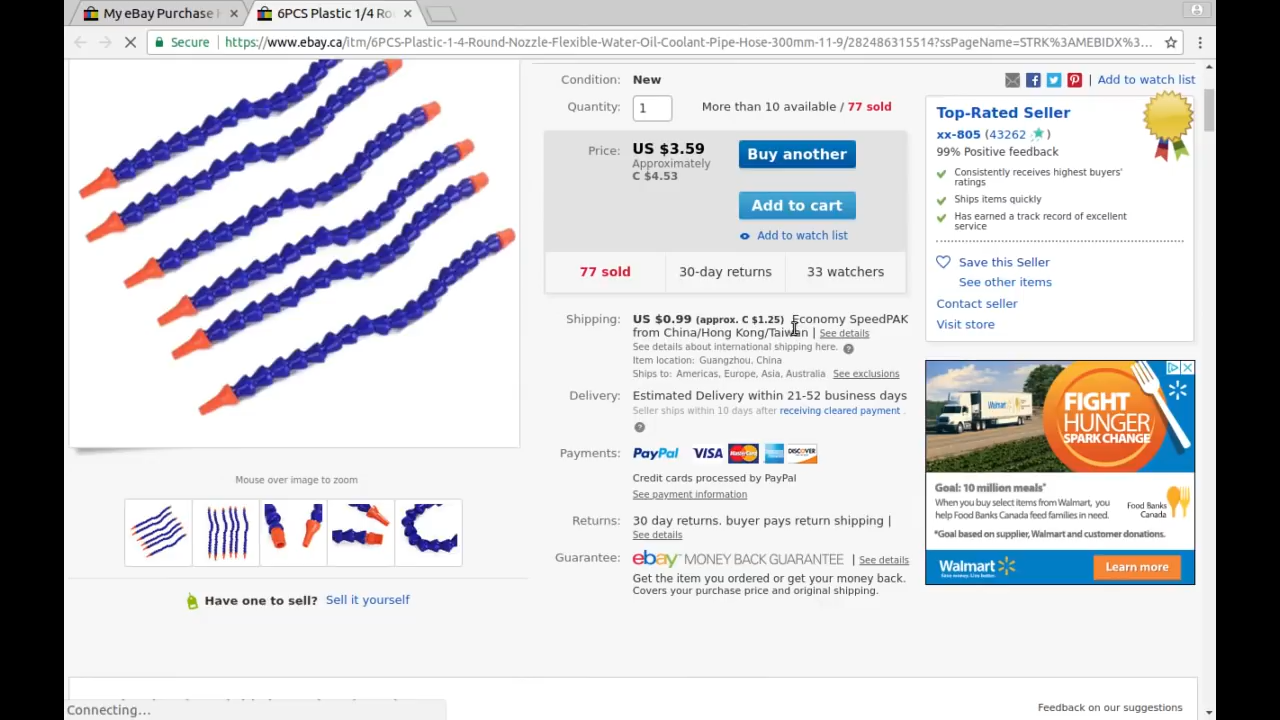 My eBay Purchase H
6PCS Plastic 1/4 Ro
Secure
https://www.ebay.ca/itm/6PCS-Plastic-1-4-Round-Nozzle-Flexible-Water-Oil-Coolant-Pipe-Hose-300mm-11-9/282486315514?ssPageName=STRK%3AMEBIDX%3...
Condition: New
Quantity: 1 More than 10 available / 77 sold
Price: US $3.59
Approximately
C $4.53
Buy another
Add to cart
Add to watch list
77 sold 30-day returns 33 watchers
Shipping: US $0.99 (approx. C $1.25) Economy SpeedPAK
from China/Hong Kong/Taiwan | See details
See details about international shipping here. ?
Item location: Guangzhou, China
Ships to: Americas, Europe, Asia, Australia See exclusions
Delivery: Estimated Delivery within 21-52 business days
Seller ships within 10 days after receiving cleared payment .
?
Payments: PayPal VISA MasterCard DISCOVER
Credit cards processed by PayPal
See payment information
Returns: 30 day returns. buyer pays return shipping |
See details
Guarantee: ebay MONEY BACK GUARANTEE | See details
Get the item you ordered or get your money back.
Covers your purchase price and original shipping.
| Add to watch list
Top-Rated Seller
xx-805 (43262 )
99% Positive feedback
Consistently receives highest buyers'
ratings
Ships items quickly
Has earned a track record of excellent
service
Save this Seller
See other items
Contact seller
Visit store
Walmart
FIGHT
HUNGER
SPARK CHANGE
Goal: 10 million meals*
When you buy select items from Walmart, you
help Food Banks Canada feed families in need.
*Goal based on supplier, Walmart and customer donations.
Food Banks
Canada
Walmart
Save money. Live better.
Learn more
Mouse over image to zoom
Have one to sell? Sell it yourself
Feedback on our suggestions
Connecting...